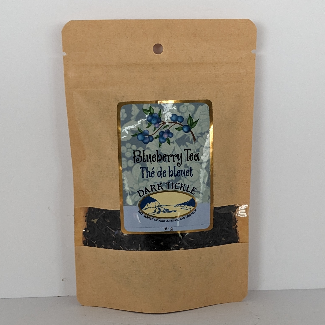 Blueberry Tea
Thé de bleuet
DARK TICKLE